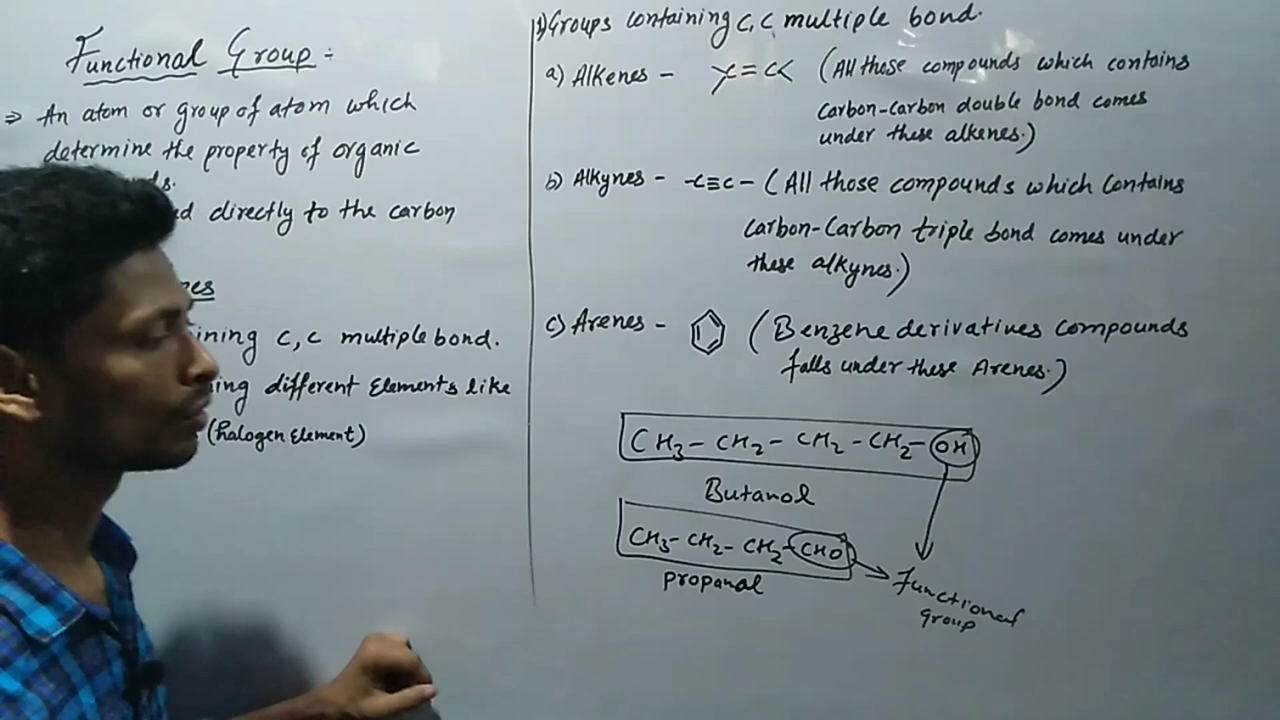 Functional Group :
⇒ An atom or group of atom which
determine the property of organic
directly to the carbon
C, C multiple bond.
different Elements like
(halogen Element)
1) Groups containing C, C multiple bond.
a) Alkenes - >C=C< (All those compounds which contains
carbon-carbon double bond comes
under these alkenes.)
b) Alkynes - -C≡C- (All those compounds which contains
carbon-carbon triple bond comes under
these alkynes.)
c) Arenes - (Benzene derivatives compounds
falls under these Arenes.)
CH3- CH2- CH2-CH2-OH
Butanol
CH3-CH2-CH2-CHO
propanal
Functional
group